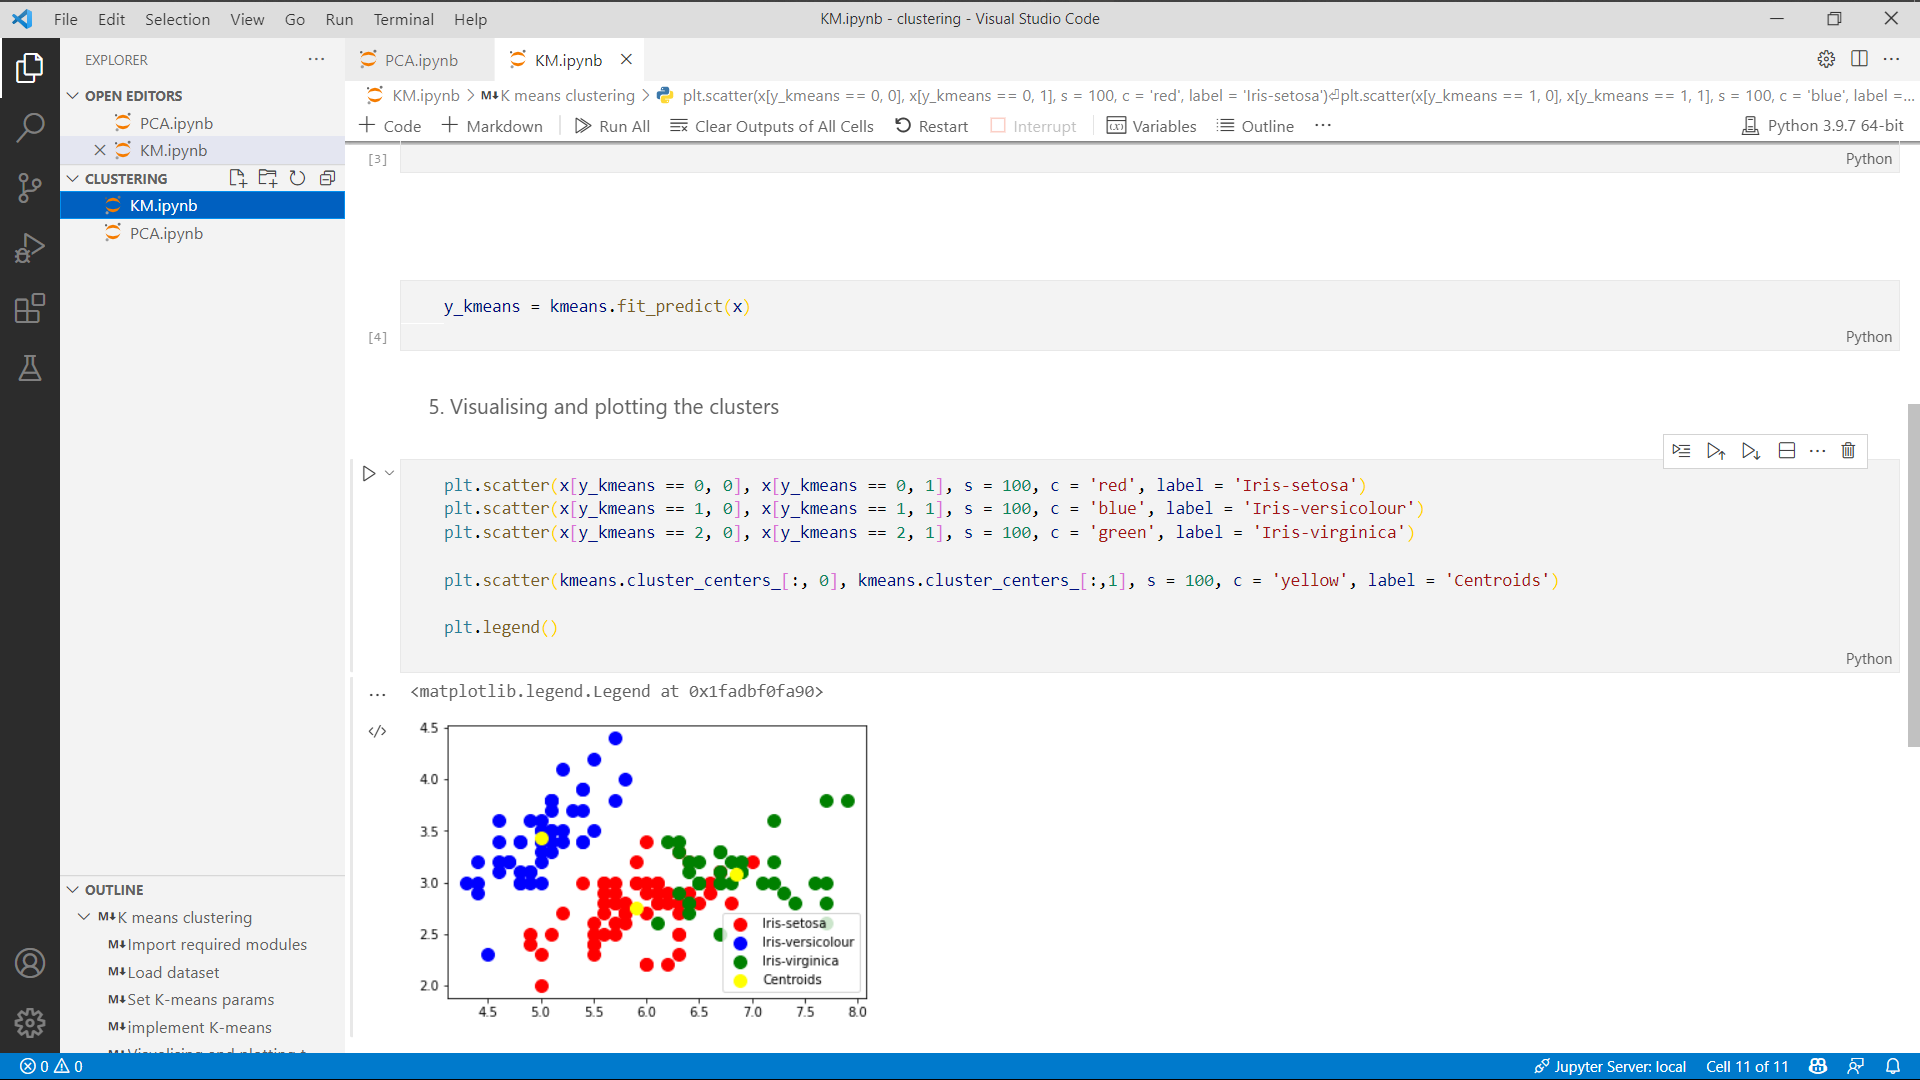 File Edit Selection View Go Run Terminal Help
KM.ipynb - clustering - Visual Studio Code
EXPLORER
OPEN EDITORS
PCA.ipynb
KM.ipynb
CLUSTERING
KM.ipynb
PCA.ipynb
OUTLINE
M↓K means clustering
M↓Import required modules
M↓Load dataset
M↓Set K-means params
M↓implement K-means
M↓Visualising and plotting t
PCA.ipynb
KM.ipynb
KM.ipynb > M↓K means clustering > plt.scatter(x[y_kmeans == 0, 0], x[y_kmeans == 0, 1], s = 100, c = 'red', label = 'Iris-setosa')⏎plt.scatter(x[y_kmeans == 1, 0], x[y_kmeans == 1, 1], s = 100, c = 'blue', label =...
+ Code + Markdown Run All Clear Outputs of All Cells Restart Interrupt Variables Outline ...
Python 3.9.7 64-bit
[3]
Python
y_kmeans = kmeans.fit_predict(x)
[4]
Python
5. Visualising and plotting the clusters
plt.scatter(x[y_kmeans == 0, 0], x[y_kmeans == 0, 1], s = 100, c = 'red', label = 'Iris-setosa')
plt.scatter(x[y_kmeans == 1, 0], x[y_kmeans == 1, 1], s = 100, c = 'blue', label = 'Iris-versicolour')
plt.scatter(x[y_kmeans == 2, 0], x[y_kmeans == 2, 1], s = 100, c = 'green', label = 'Iris-virginica')
plt.scatter(kmeans.cluster_centers_[:, 0], kmeans.cluster_centers_[:,1], s = 100, c = 'yellow', label = 'Centroids')
plt.legend()
Python
<matplotlib.legend.Legend at 0x1fadbf0fa90>
4.5
4.0
3.5
3.0
2.5
2.0
Iris-setosa
Iris-versicolour
Iris-virginica
Centroids
4.5 5.0 5.5 6.0 6.5 7.0 7.5 8.0
0 0
Jupyter Server: local Cell 11 of 11